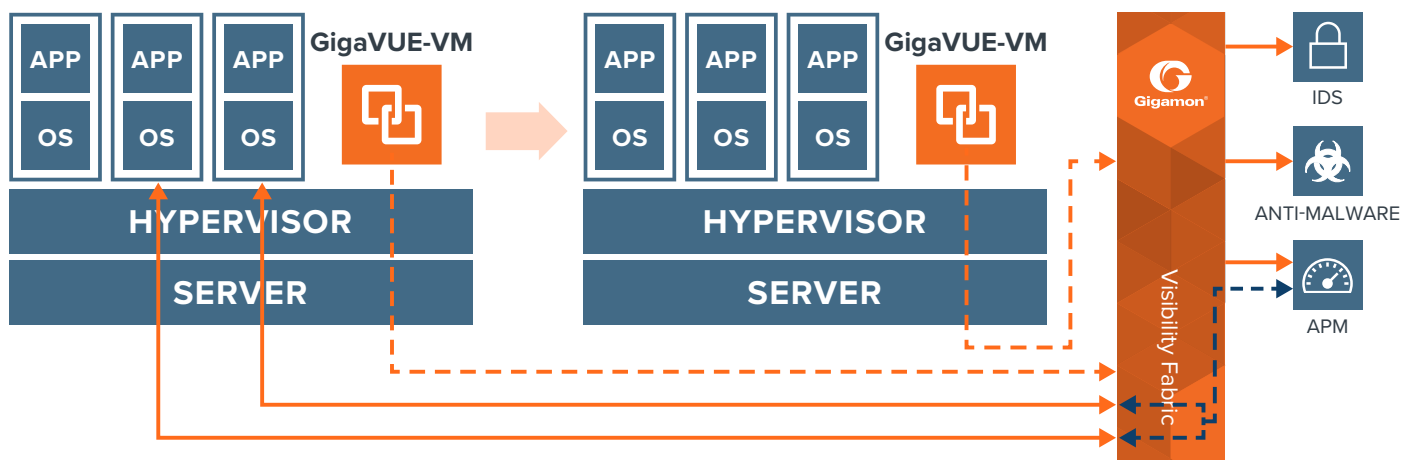 GigaVUE-VM
APP
APP
APP
OS
OS
OS
HYPERVISOR
SERVER
GigaVUE-VM
APP
APP
APP
OS
OS
OS
HYPERVISOR
SERVER
Gigamon®
Visibility Fabric
IDS
ANTI-MALWARE
APM